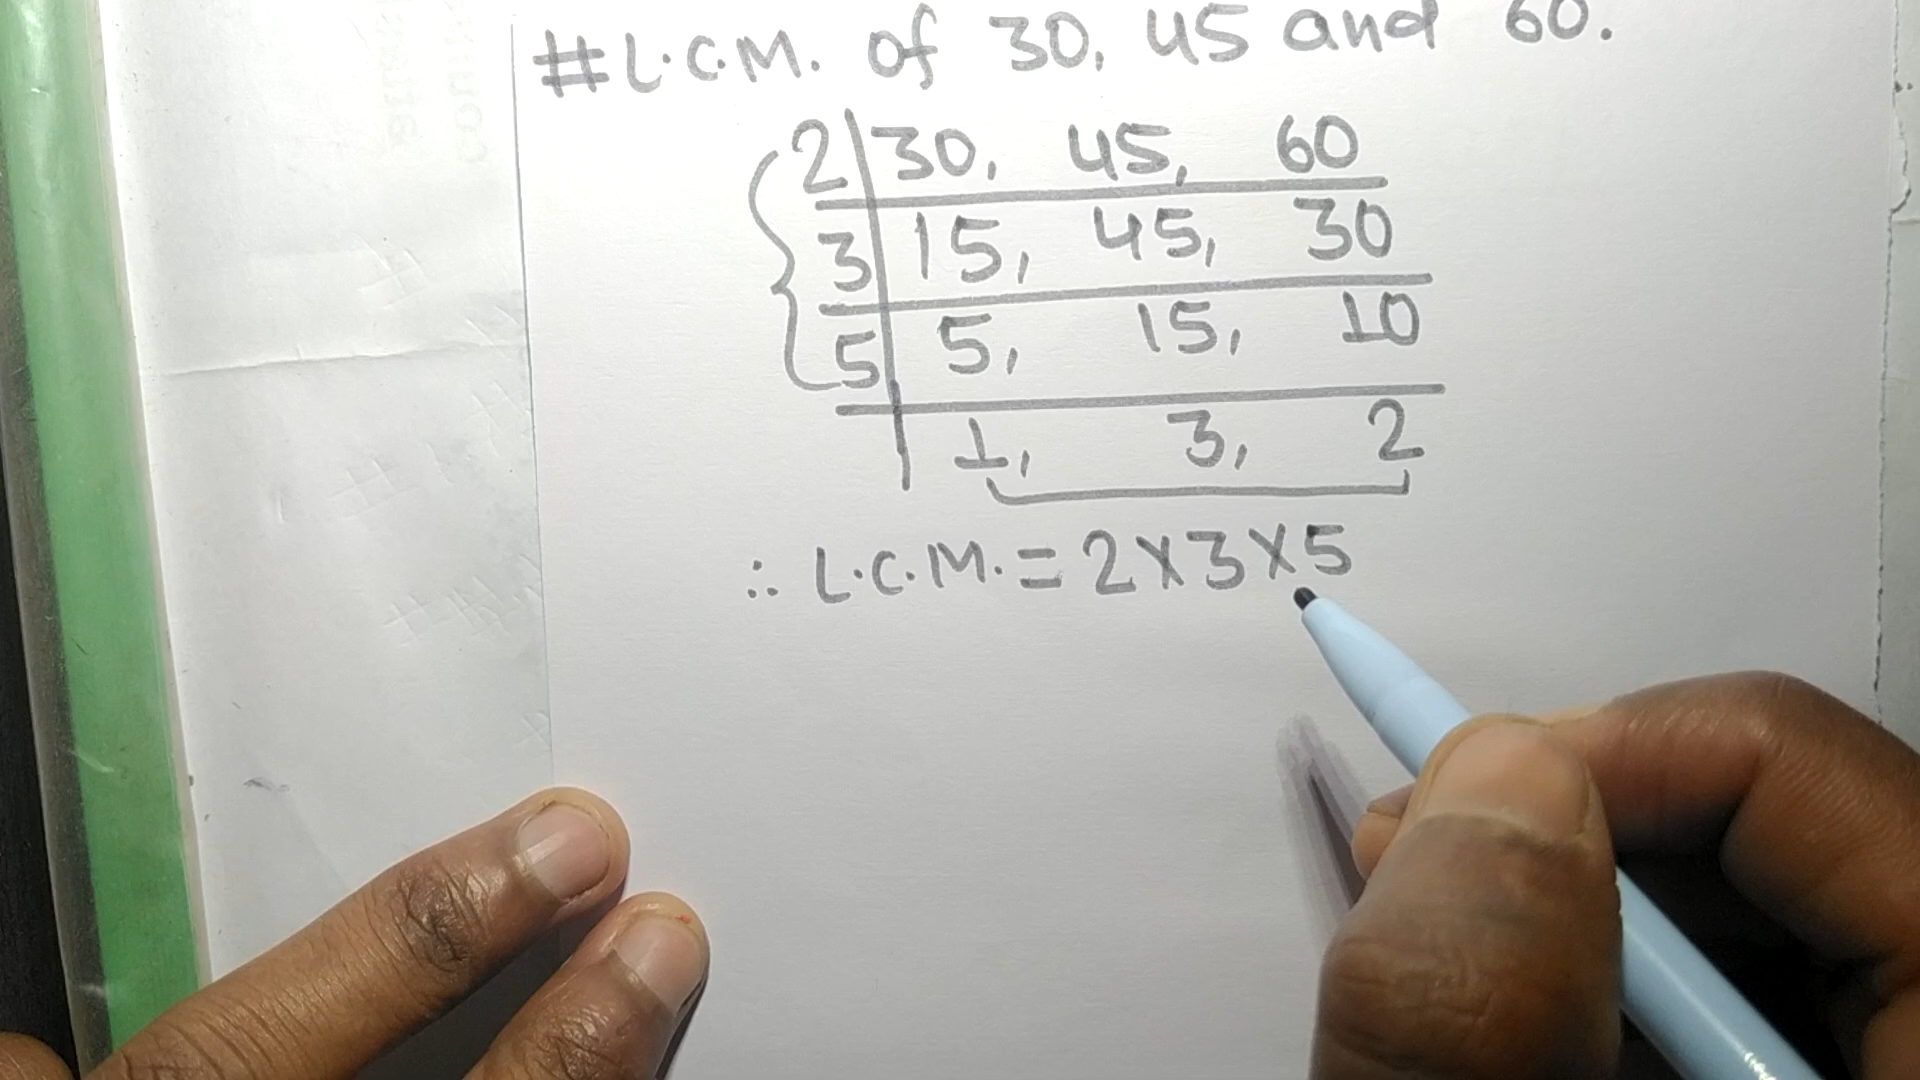 #L.C.M. of 30, 45 and 60.
2 30, 45, 60
3 15, 45, 30
5 5, 15, 10
1, 3, 2
∴ L.C.M. = 2×3×5